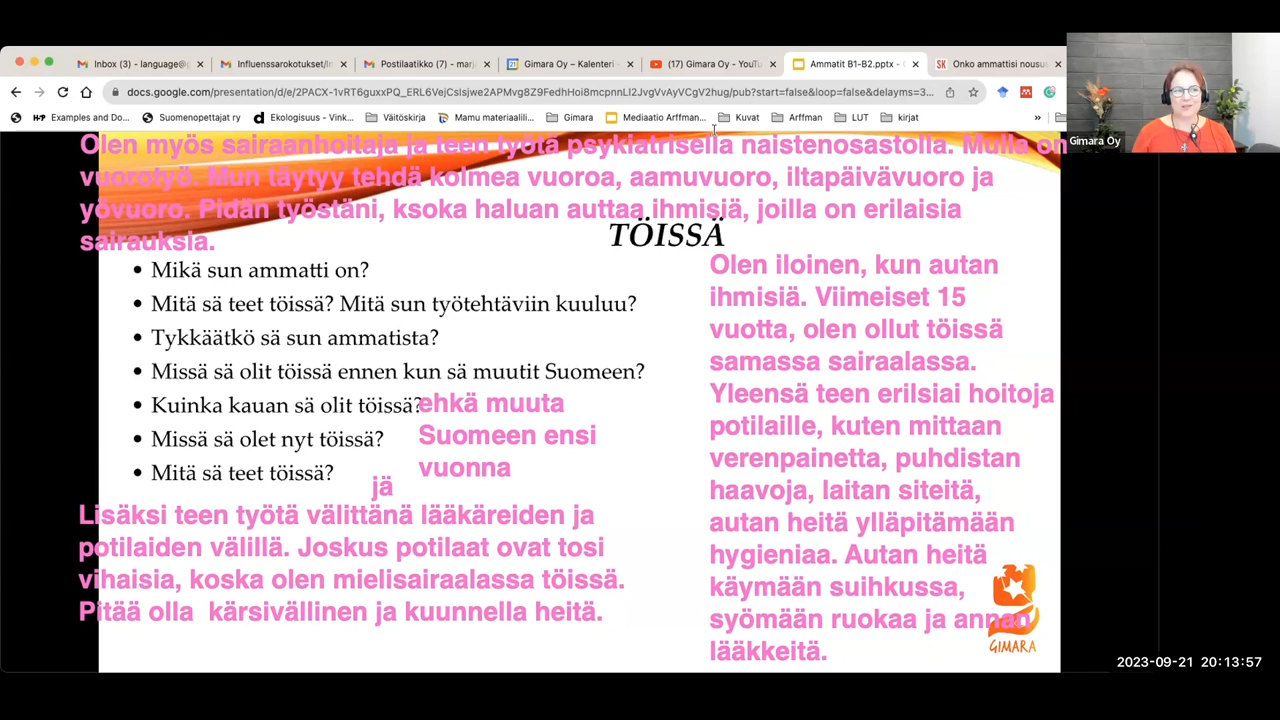 Inbox (3) - language@g
Influenssarokotukset/In
Postilaatikko (7) - marj
Gimara Oy – Kalenteri -
(17) Gimara Oy - YouTu
Ammatit B1-B2.pptx - G
Onko ammattisi nousus
docs.google.com/presentation/d/e/2PACX-1vRT6guxxPQ_ERL6VejCsIsjwe2APMvg8Z9FedhHoi8mcpnnLI2JvgVvAyVCgV2hug/pub?start=false&loop=false&delayms=3...
Examples and Do...
Suomenopettajat ry
Ekologisuus - Vink...
Väitöskirja
Mamu materiaalil...
Gimara
Mediaatio Arffman...
Kuvat
Arffman
LUT
kirjat
»
Gimara Oy
Olen myös sairaanhoitaja ja teen työtä psykiatrisella naistenosastolla. Mulla on
vuorotyö. Mun täytyy tehdä kolmea vuoroa, aamuvuoro, iltapäivävuoro ja
yövuoro. Pidän työstäni, ksoka haluan auttaa ihmisiä, joilla on erilaisia
sairauksia.
TÖISSÄ
• Mikä sun ammatti on?
• Mitä sä teet töissä? Mitä sun työtehtäviin kuuluu?
• Tykkäätkö sä sun ammatista?
• Missä sä olit töissä ennen kun sä muutit Suomeen?
• Kuinka kauan sä olit töissä?
• Missä sä olet nyt töissä?
• Mitä sä teet töissä?
ehkä muuta
Suomeen ensi
vuonna
jä
Lisäksi teen työtä välittänä lääkäreiden ja
potilaiden välillä. Joskus potilaat ovat tosi
vihaisia, koska olen mielisairaalassa töissä.
Pitää olla kärsivällinen ja kuunnella heitä.
Olen iloinen, kun autan
ihmisiä. Viimeiset 15
vuotta, olen ollut töissä
samassa sairaalassa.
Yleensä teen erilsiai hoitoja
potilaille, kuten mittaan
verenpainetta, puhdistan
haavoja, laitan siteitä,
autan heitä ylläpitämään
hygieniaa. Autan heitä
käymään suihkussa,
syömään ruokaa ja annan
lääkkeitä.
GIMARA
2023-09-21 20:13:57